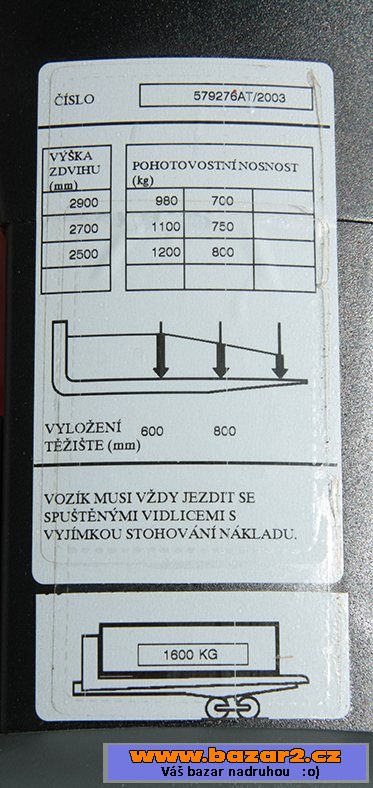 ČÍSLO 579276AT/2003
VÝŠKA
ZDVIHU
(mm)
POHOTOVOSTNÍ NOSNOST
(kg)
2900 980 700
2700 1100 750
2500 1200 800
VYLOŽENÍ
TĚŽIŠTE (mm) 600 800
VOZÍK MUSI VŽDY JEZDIT SE
SPUŠTĚNÝMI VIDLICEMI S
VYJÍMKOU STOHOVÁNÍ NÁKLADU.
1600 KG
www.bazar2.cz
Váš bazar nadruhou :o)